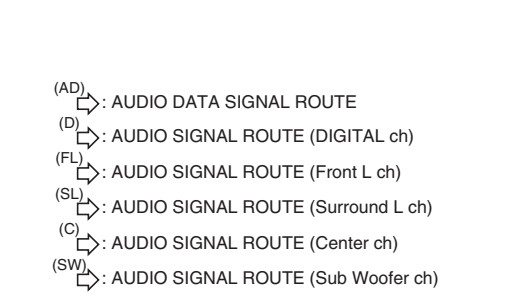 (AD) : AUDIO DATA SIGNAL ROUTE
(D) : AUDIO SIGNAL ROUTE (DIGITAL ch)
(FL) : AUDIO SIGNAL ROUTE (Front L ch)
(SL) : AUDIO SIGNAL ROUTE (Surround L ch)
(C) : AUDIO SIGNAL ROUTE (Center ch)
(SW) : AUDIO SIGNAL ROUTE (Sub Woofer ch)